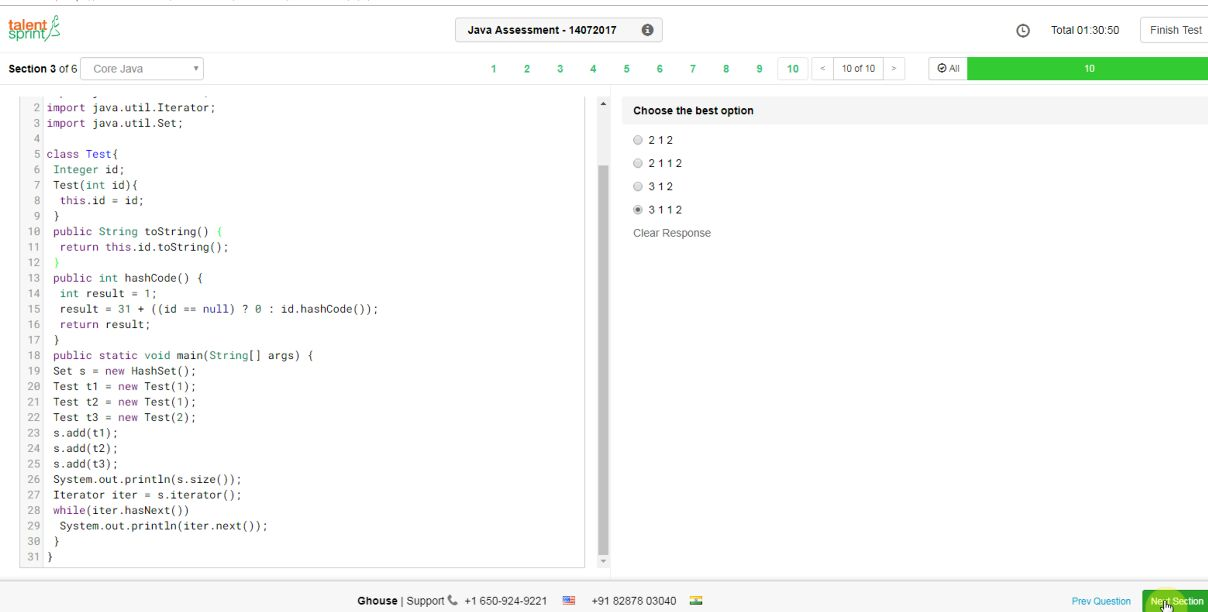 talent
sprint
Java Assessment - 14072017
Total 01:30:50
Finish Test
Section 3 of 6
Core Java
1 2 3 4 5 6 7 8 9 10 < 10 of 10 >
All
10
2 import java.util.Iterator;
3 import java.util.Set;
4
5 class Test{
6 Integer id;
7 Test(int id){
8 this.id = id;
9 }
10 public String toString() {
11 return this.id.toString();
12 }
13 public int hashCode() {
14 int result = 1;
15 result = 31 + ((id == null) ? 0 : id.hashCode());
16 return result;
17 }
18 public static void main(String[] args) {
19 Set s = new HashSet();
20 Test t1 = new Test(1);
21 Test t2 = new Test(1);
22 Test t3 = new Test(2);
23 s.add(t1);
24 s.add(t2);
25 s.add(t3);
26 System.out.println(s.size());
27 Iterator iter = s.iterator();
28 while(iter.hasNext())
29 System.out.println(iter.next());
30 }
31 }
Choose the best option
2 1 2
2 1 1 2
3 1 2
3 1 1 2
Clear Response
Ghouse | Support +1 650-924-9221 +91 82878 03040
Prev Question
Next Section